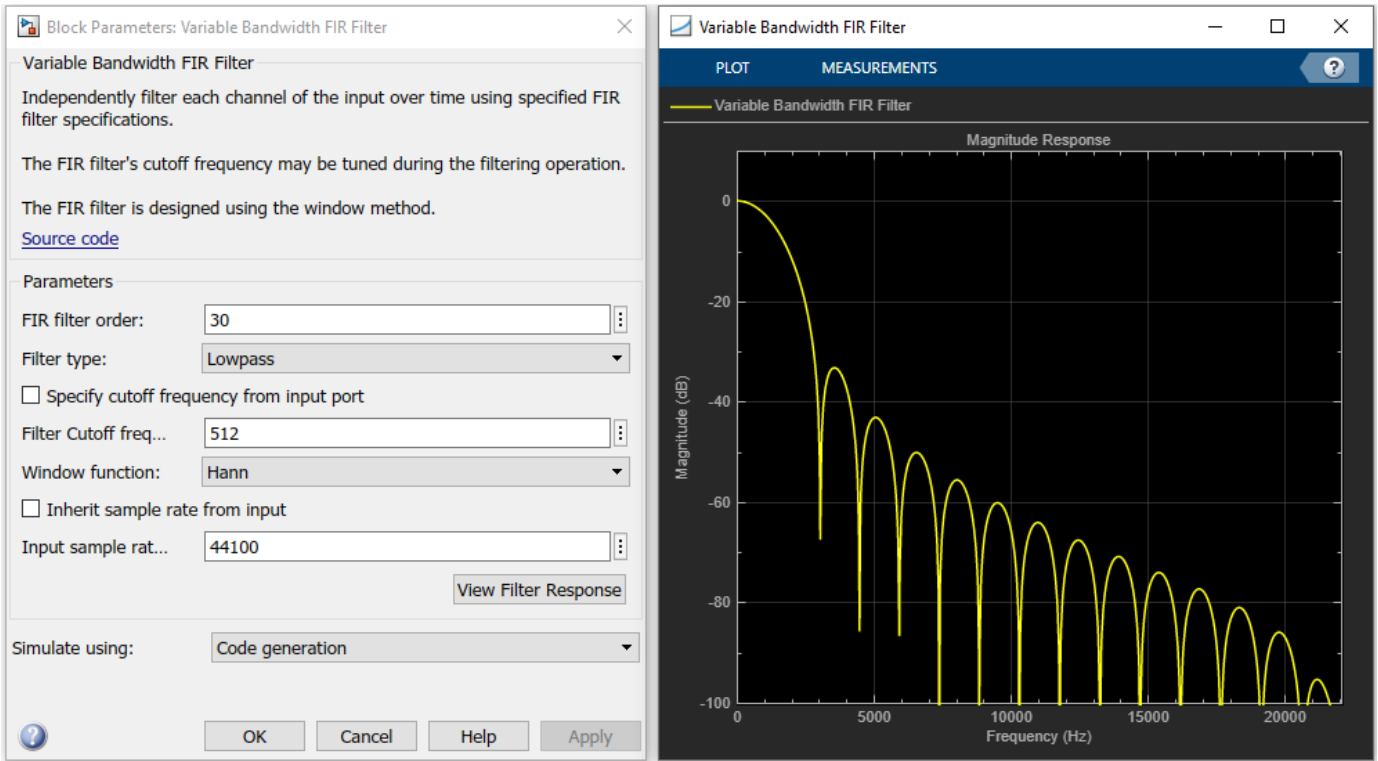 Block Parameters: Variable Bandwidth FIR Filter
Variable Bandwidth FIR Filter
Independently filter each channel of the input over time using specified FIR
filter specifications.
The FIR filter's cutoff frequency may be tuned during the filtering operation.
The FIR filter is designed using the window method.
Source code
Parameters
FIR filter order: 30
Filter type: Lowpass
Specify cutoff frequency from input port
Filter Cutoff freq... 512
Window function: Hann
Inherit sample rate from input
Input sample rat... 44100
View Filter Response
Simulate using: Code generation
OK Cancel Help Apply
Variable Bandwidth FIR Filter
PLOT MEASUREMENTS
Variable Bandwidth FIR Filter
Magnitude Response
0
-20
-40
-60
-80
-100
Magnitude (dB)
0 5000 10000 15000 20000
Frequency (Hz)